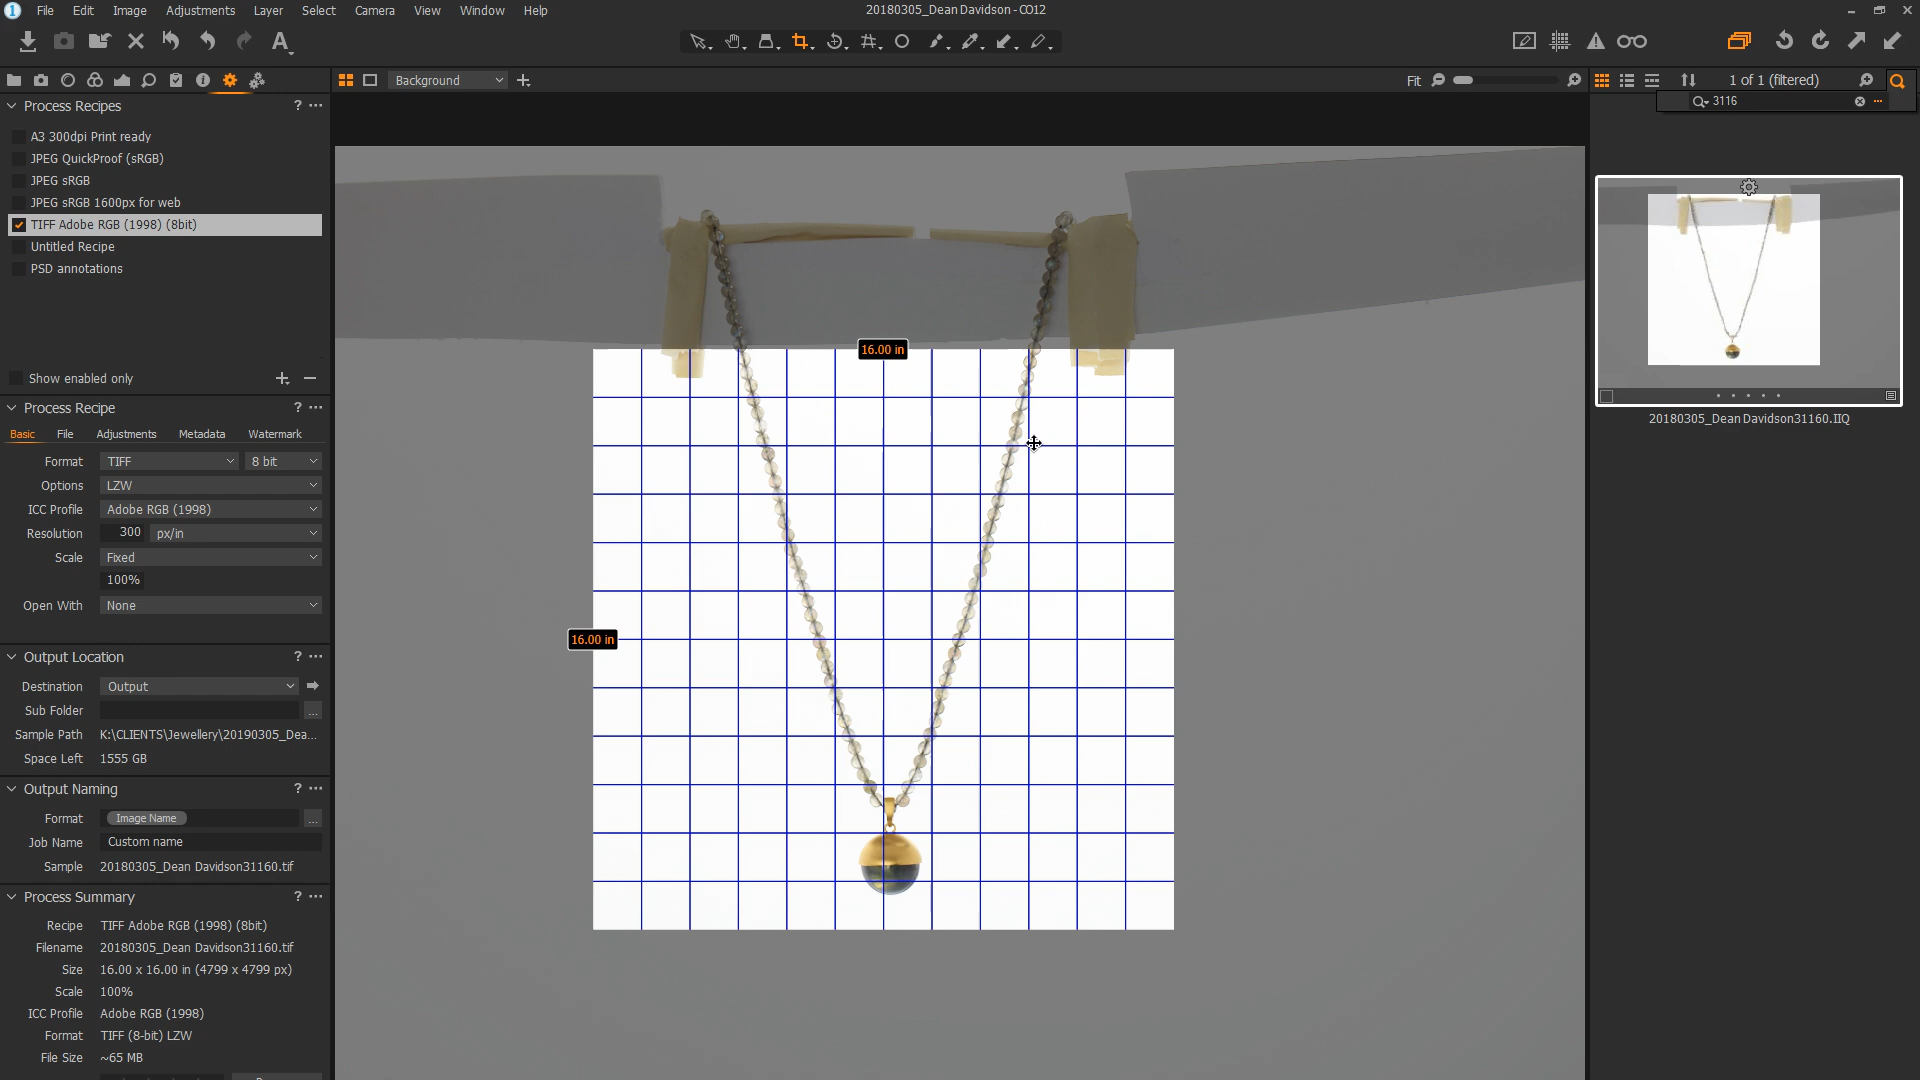 File Edit Image Adjustments Layer Select Camera View Window Help
20180305_Dean Davidson - CO12
Background
Fit
1 of 1 (filtered)
3116
Process Recipes
A3 300dpi Print ready
JPEG QuickProof (sRGB)
JPEG sRGB
JPEG sRGB 1600px for web
TIFF Adobe RGB (1998) (8bit)
Untitled Recipe
PSD annotations
Show enabled only
Process Recipe
Basic File Adjustments Metadata Watermark
Format TIFF 8 bit
Options LZW
ICC Profile Adobe RGB (1998)
Resolution 300 px/in
Scale Fixed
100%
Open With None
Output Location
Destination Output
Sub Folder
Sample Path K:\CLIENTS\Jewellery\20190305_Dea...
Space Left 1555 GB
Output Naming
Format Image Name
Job Name Custom name
Sample 20180305_Dean Davidson31160.tif
Process Summary
Recipe TIFF Adobe RGB (1998) (8bit)
Filename 20180305_Dean Davidson31160.tif
Size 16.00 x 16.00 in (4799 x 4799 px)
Scale 100%
ICC Profile Adobe RGB (1998)
Format TIFF (8-bit) LZW
File Size ~65 MB
16.00 in
16.00 in
20180305_Dean Davidson31160.IIQ